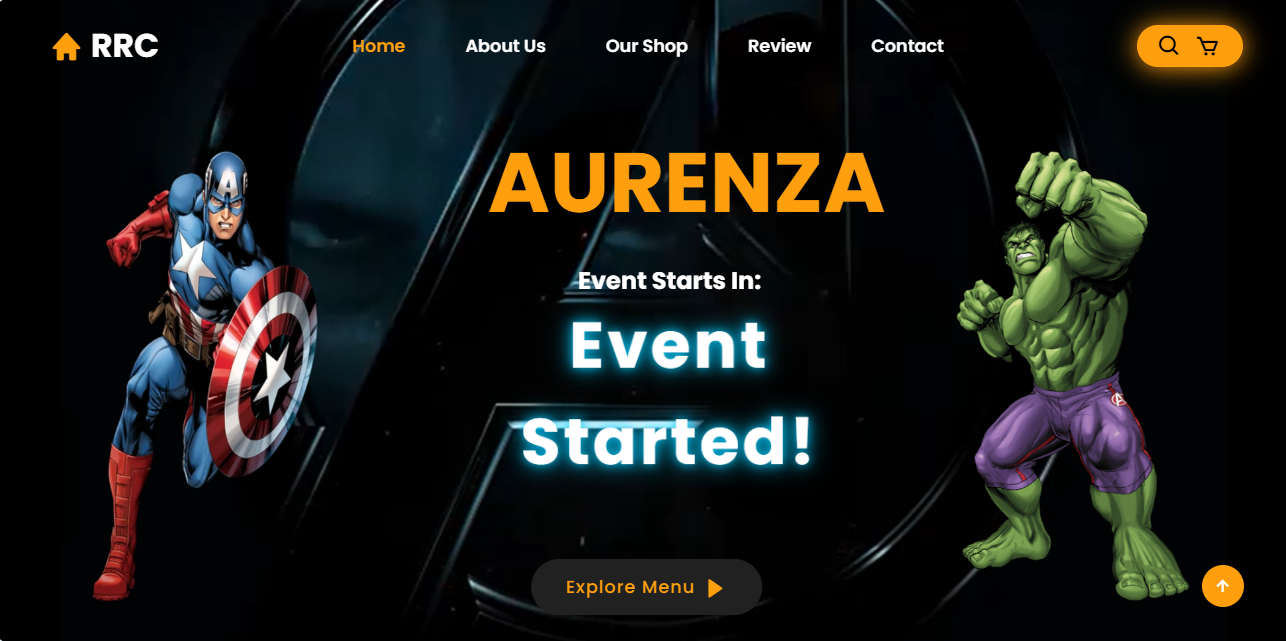 RRC
Home About Us Our Shop Review Contact
AURENZA
Event Starts In:
Event
Started!
Explore Menu